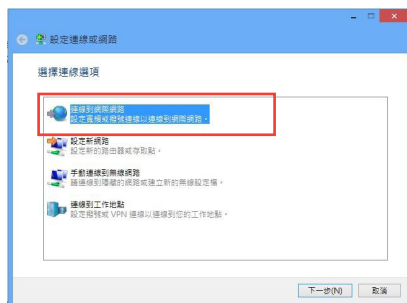 設定連線或網路
選擇連線選項
連線到網際網路
設定寬頻或撥號連線以連線到網際網路。
設定新網路
設定新的路由器或存取點。
手動連線到無線網路
連線到隱藏的網路或建立新的無線設定檔。
連線到工作地點
設定撥號或 VPN 連線以連線到您的工作地點。
下一步(N)
取消